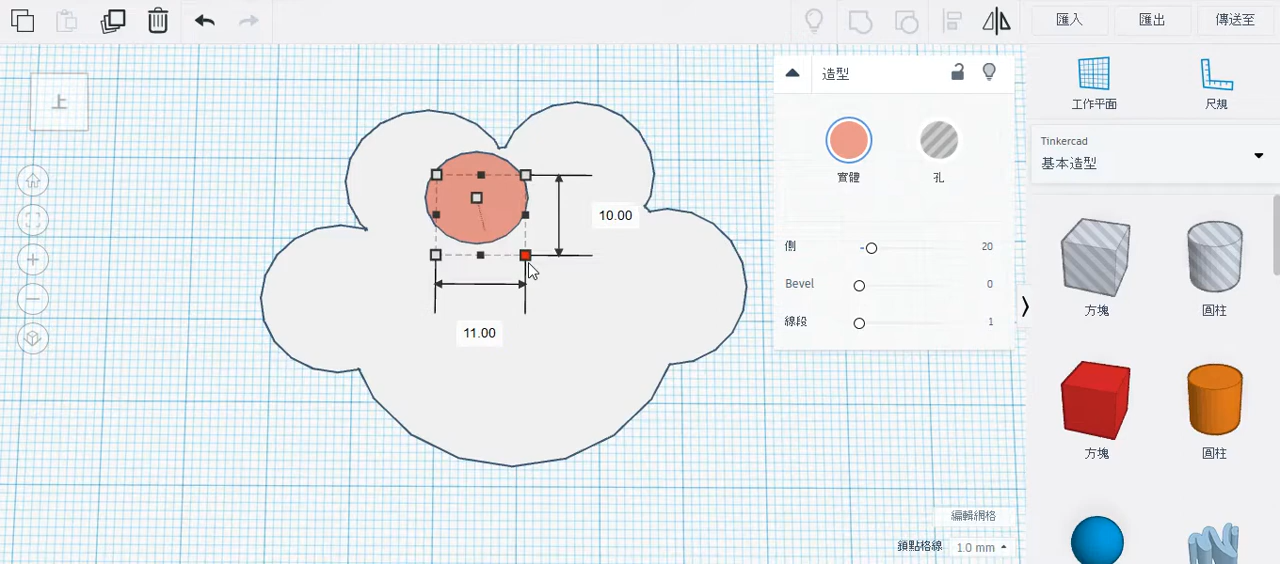 匯入
匯出
傳送至
上
造型
實體
孔
側
20
Bevel
0
線段
1
10.00
11.00
編輯網格
鎖點格線
1.0 mm
工作平面
尺規
Tinkercad
基本造型
方塊
圓柱
方塊
圓柱